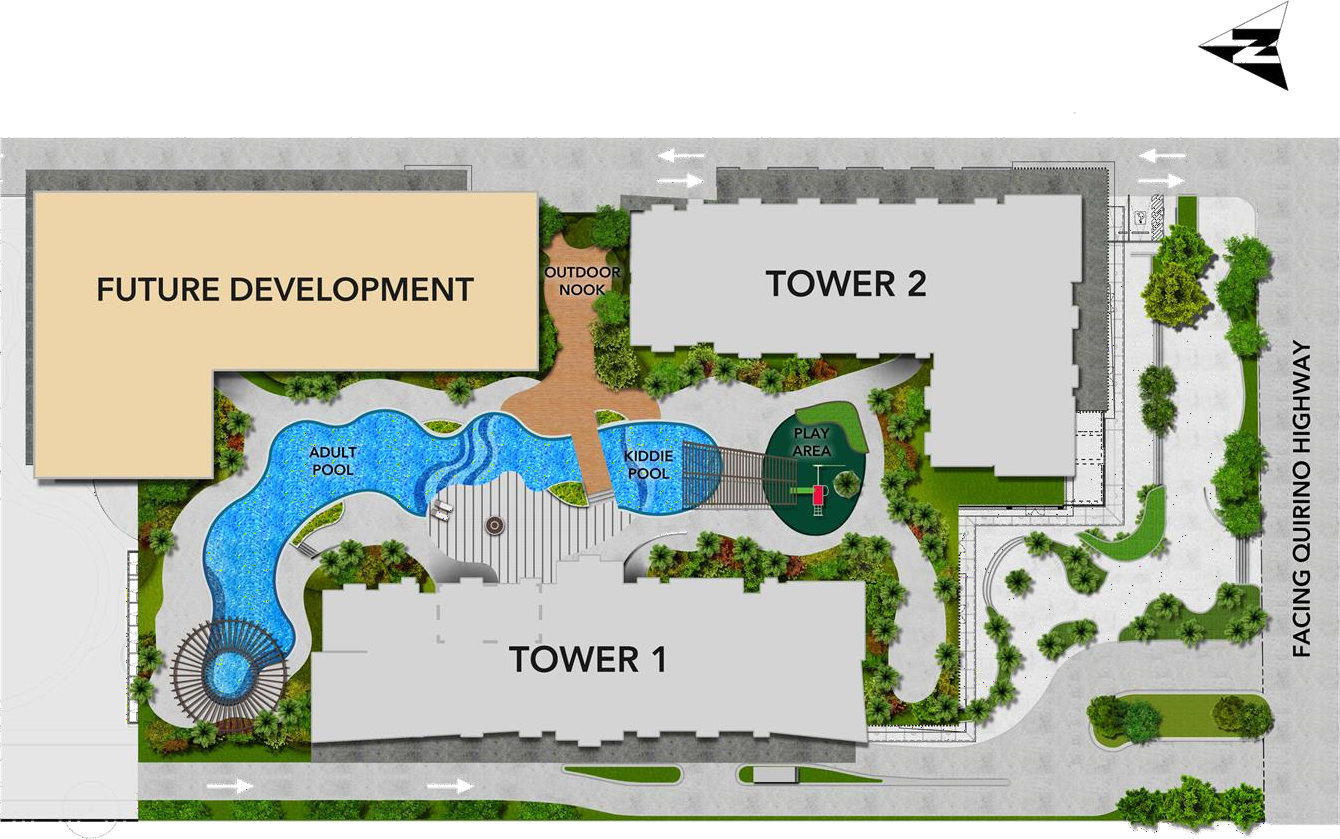 N
FUTURE DEVELOPMENT
OUTDOOR
NOOK
TOWER 2
ADULT
POOL
KIDDIE
POOL
PLAY
AREA
TOWER 1
FACING QUIRINO HIGHWAY